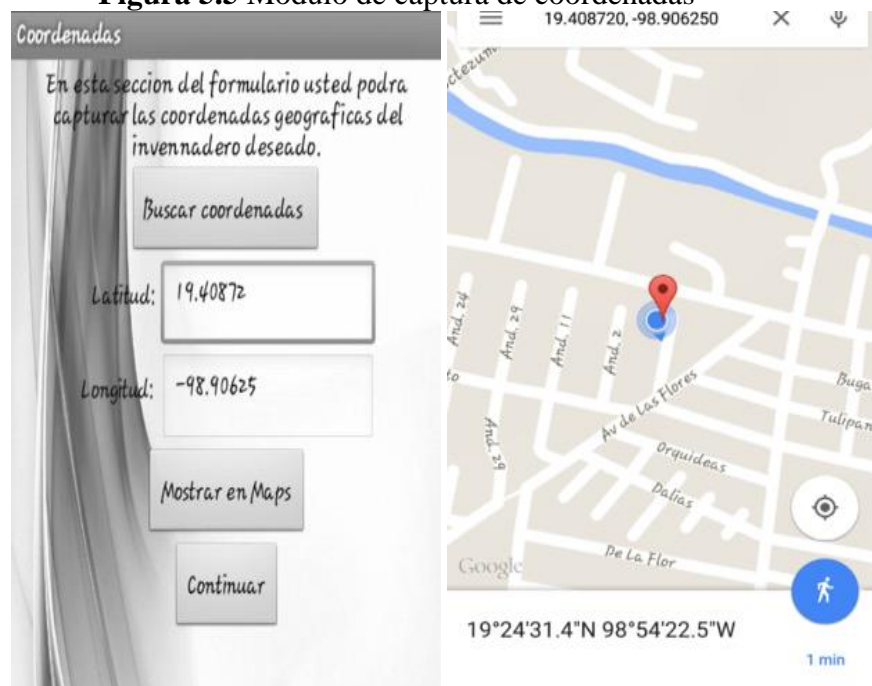 Figura 5.5 Modulo de captura de coordenadas
Coordenadas
En esta seccion del formulario usted podra
capturar las coordenadas geograficas del
invennadero deseado.
Buscar coordenadas
Latitud: 19.40872
Longitud: -98.90625
Mostrar en Maps
Continuar
19.408720, -98.906250
And. 24
And. 29
And. 11
And. 2
to
Av de Las Flores
Buga
Tulipan
And. 29
Orquideas
Dalias
De La Flor
Google
19°24'31.4"N 98°54'22.5"W
1 min